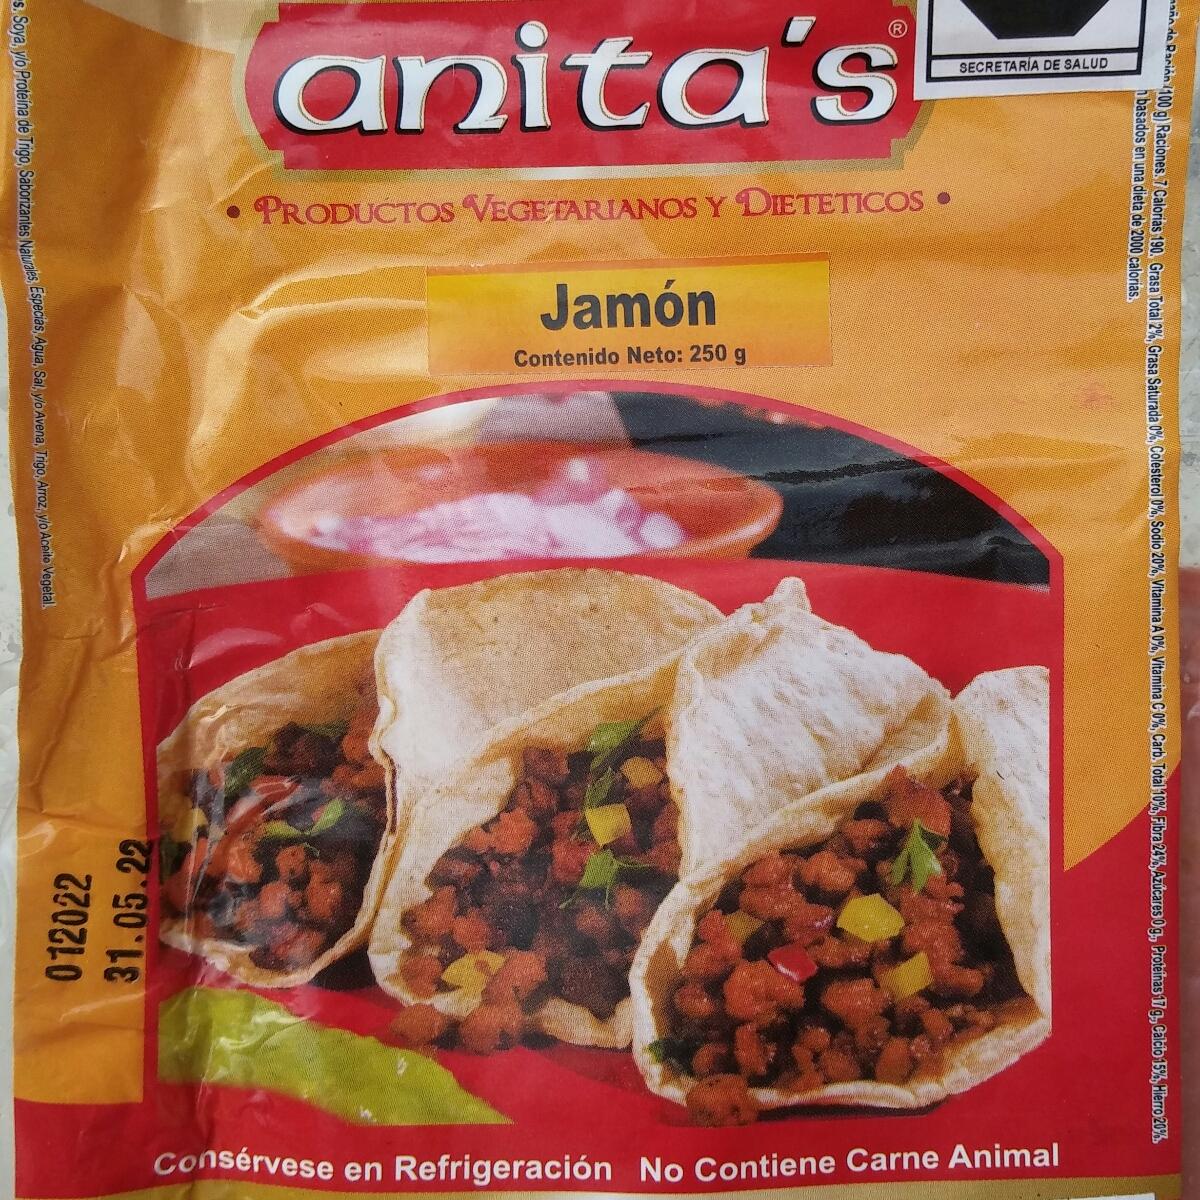 anita's®
SECRETARÍA DE SALUD
• PRODUCTOS VEGETARIANOS Y DIETETICOS •
Jamón
Contenido Neto: 250 g
s. Soya, y/o Proteína de Trigo, Saborizantes Naturales, Especias, Agua, Sal, y/o Avena, Trigo, Arroz, y/o Aceite Vegetal.
100 g) Raciones. 7 Calorías 190. Grasa Total 2%, Grasa Saturada 0%, Colesterol 0%, Sodio 20%, Vitamina A 0%, Vitamina C 0%, Carb. Total 10%, Fibra 24%, Azúcares 0 g., Proteínas 17 g., Calcio 15%, Hierro 20%.
basados en una dieta de 2000 calorías.
012022
31.05.22
Consérvese en Refrigeración No Contiene Carne Animal